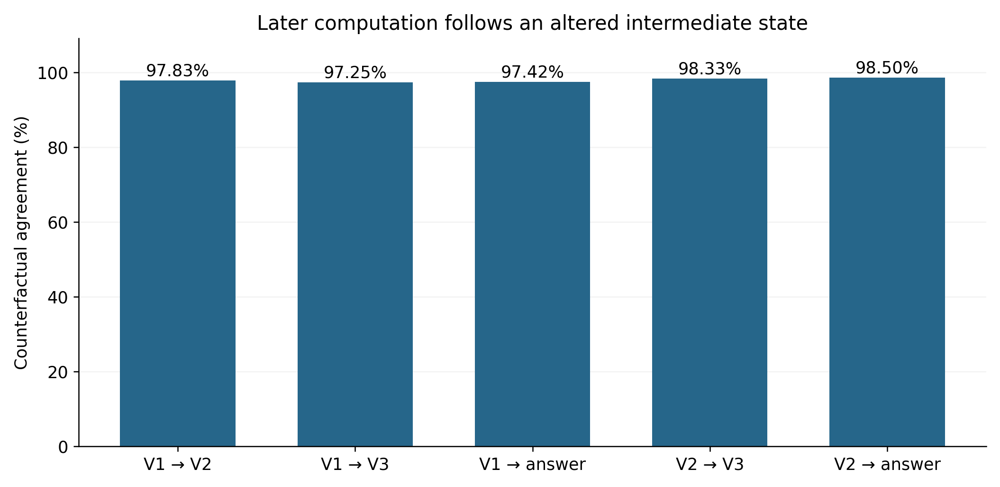 Later computation follows an altered intermediate state
Counterfactual agreement (%)
100
80
60
40
20
0
97.83%
97.25%
97.42%
98.33%
98.50%
V1 → V2
V1 → V3
V1 → answer
V2 → V3
V2 → answer